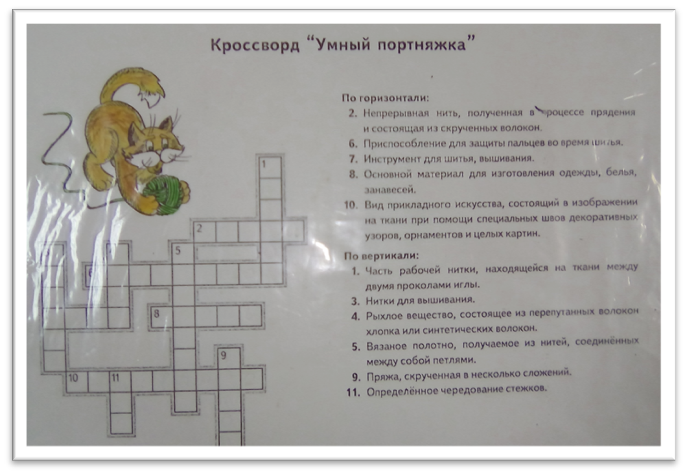 Кроссворд “Умный портняжка”
По горизонтали:
2. Непрерывная нить, полученная в процессе прядения
и состоящая из скрученных волокон.
6. Приспособление для защиты пальцев во время шитья.
7. Инструмент для шитья, вышивания.
8. Основной материал для изготовления одежды, белья,
занавесей.
10. Вид прикладного искусства, состоящий в изображении
на ткани при помощи специальных швов декоративных
узоров, орнаментов и целых картин.
По вертикали:
1. Часть рабочей нитки, находящейся на ткани между
двумя проколами иглы.
3. Нитки для вышивания.
4. Рыхлое вещество, состоящее из перепутанных волокон
хлопка или синтетических волокон.
5. Вязаное полотно, получаемое из нитей, соединённых
между собой петлями.
9. Пряжа, скрученная в несколько сложений.
11. Определённое чередование стежков.
1
2
5
8
9
10
11